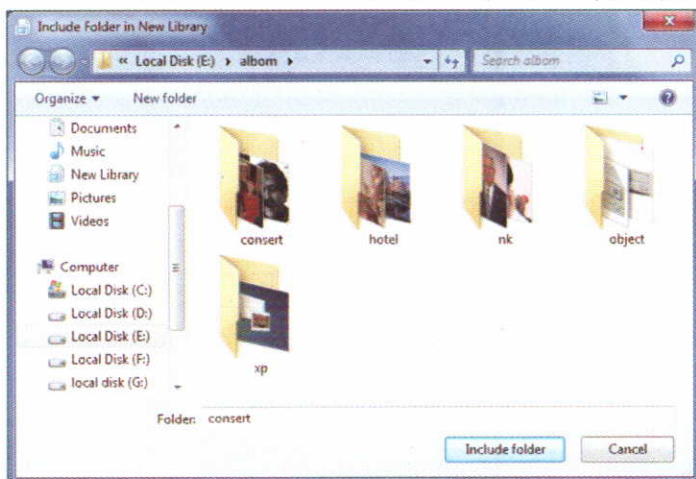 Include Folder in New Library
« Local Disk (E:) ▸ albom ▸
Search albom
Organize ▾ New folder
Documents
Music
New Library
Pictures
Videos
Computer
Local Disk (C:)
Local Disk (D:)
Local Disk (E:)
Local Disk (F:)
local disk (G:)
consert
hotel
nk
object
xp
Folder: consert
Include folder
Cancel